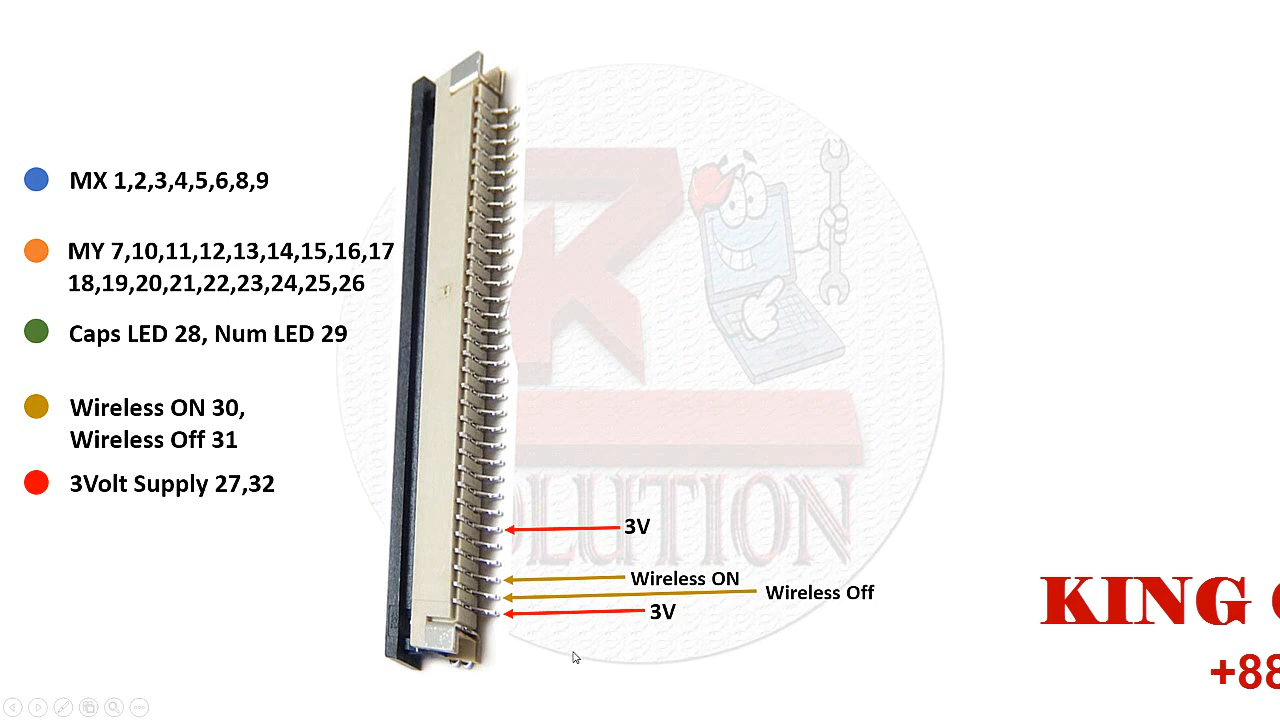 MX 1,2,3,4,5,6,8,9
MY 7,10,11,12,13,14,15,16,17
18,19,20,21,22,23,24,25,26
Caps LED 28, Num LED 29
Wireless ON 30,
Wireless Off 31
3Volt Supply 27,32
3V
Wireless ON
Wireless Off
3V
OLUTION
KING
+88